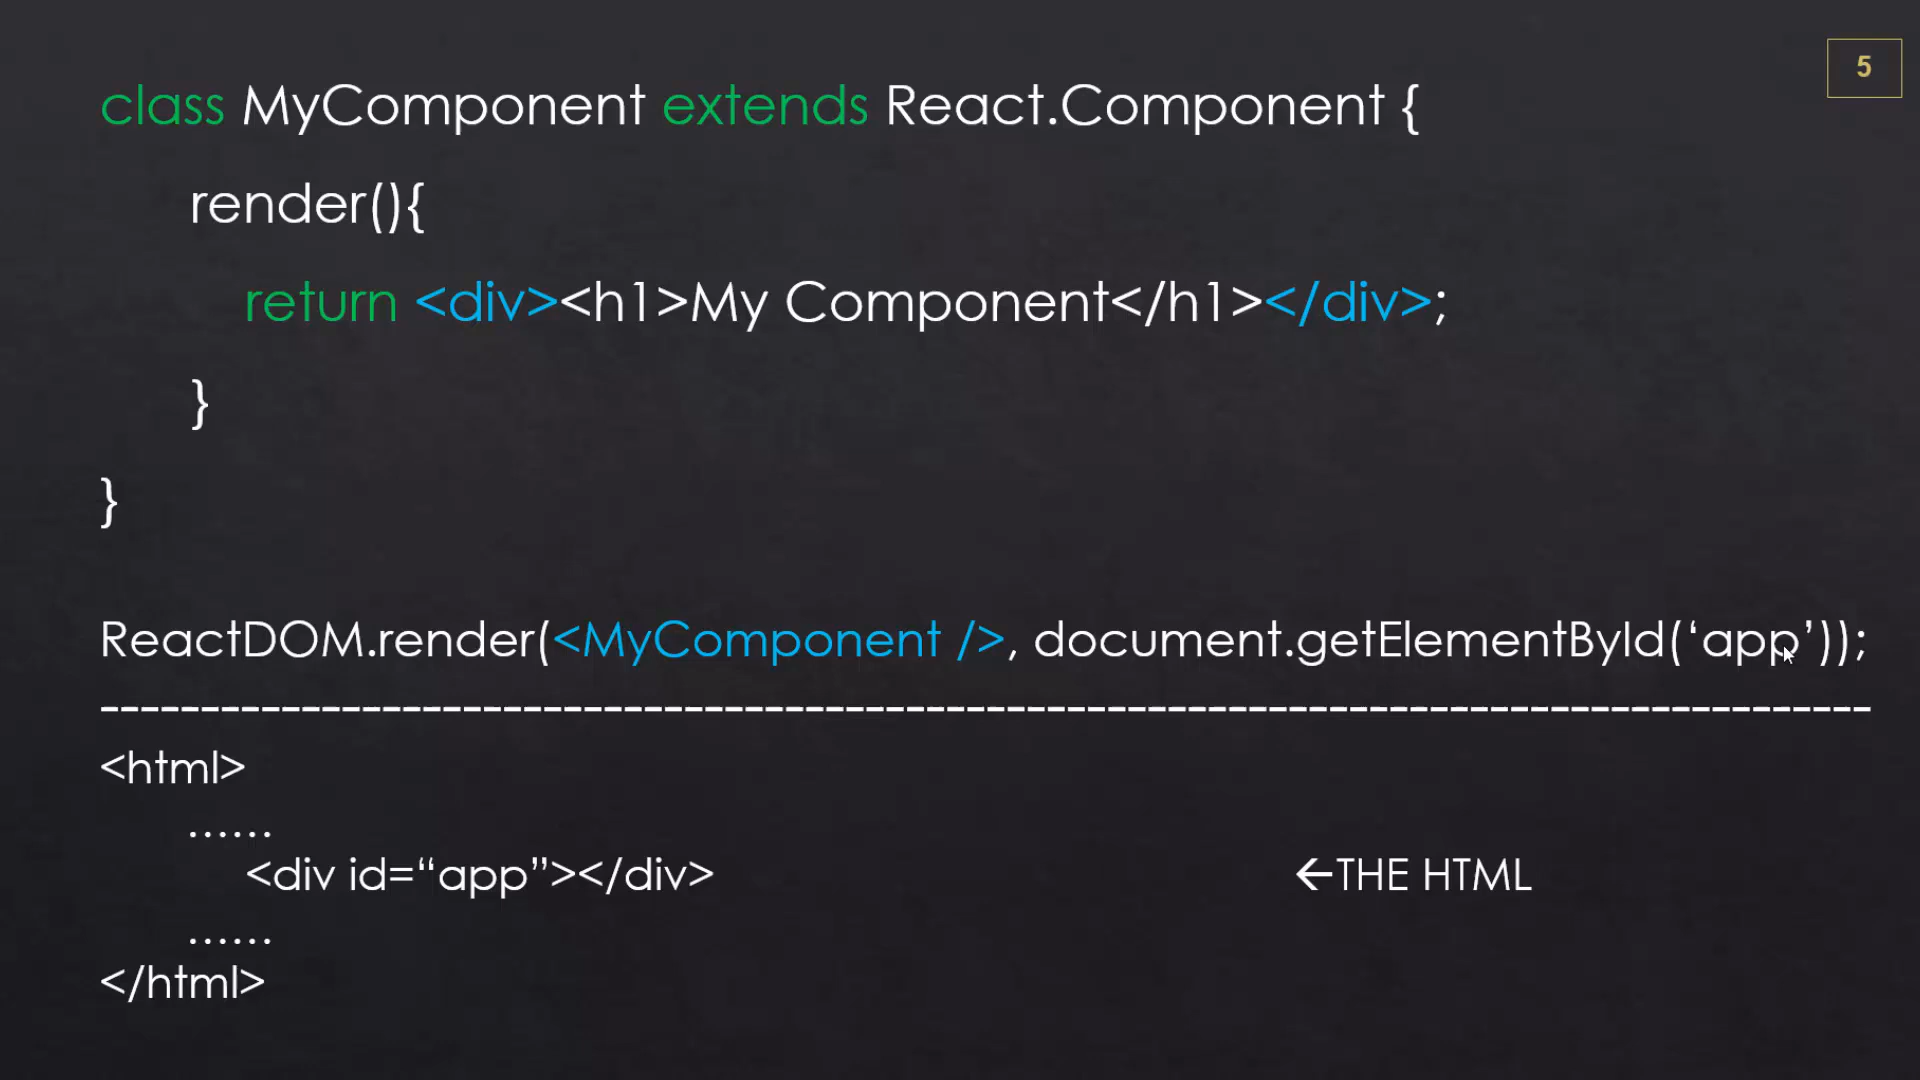 5
class MyComponent extends React.Component {
render(){
return <div><h1>My Component</h1></div>;
}
}
ReactDOM.render(<MyComponent />, document.getElementById(‘app’));
----------------------------------------------------------------------------------------
<html>
……
<div id=“app”></div> ←THE HTML
……
</html>